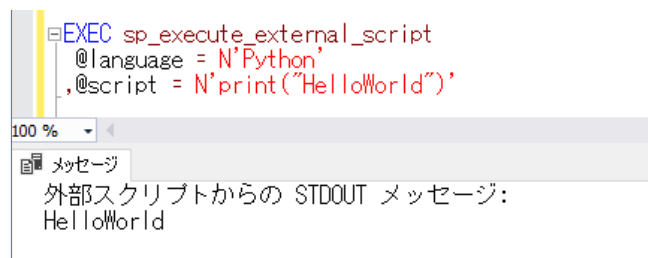 EXEC sp_execute_external_script
@language = N'Python'
,@script = N'print("HelloWorld")'
100 %
メッセージ
外部スクリプトからの STDOUT メッセージ:
HelloWorld